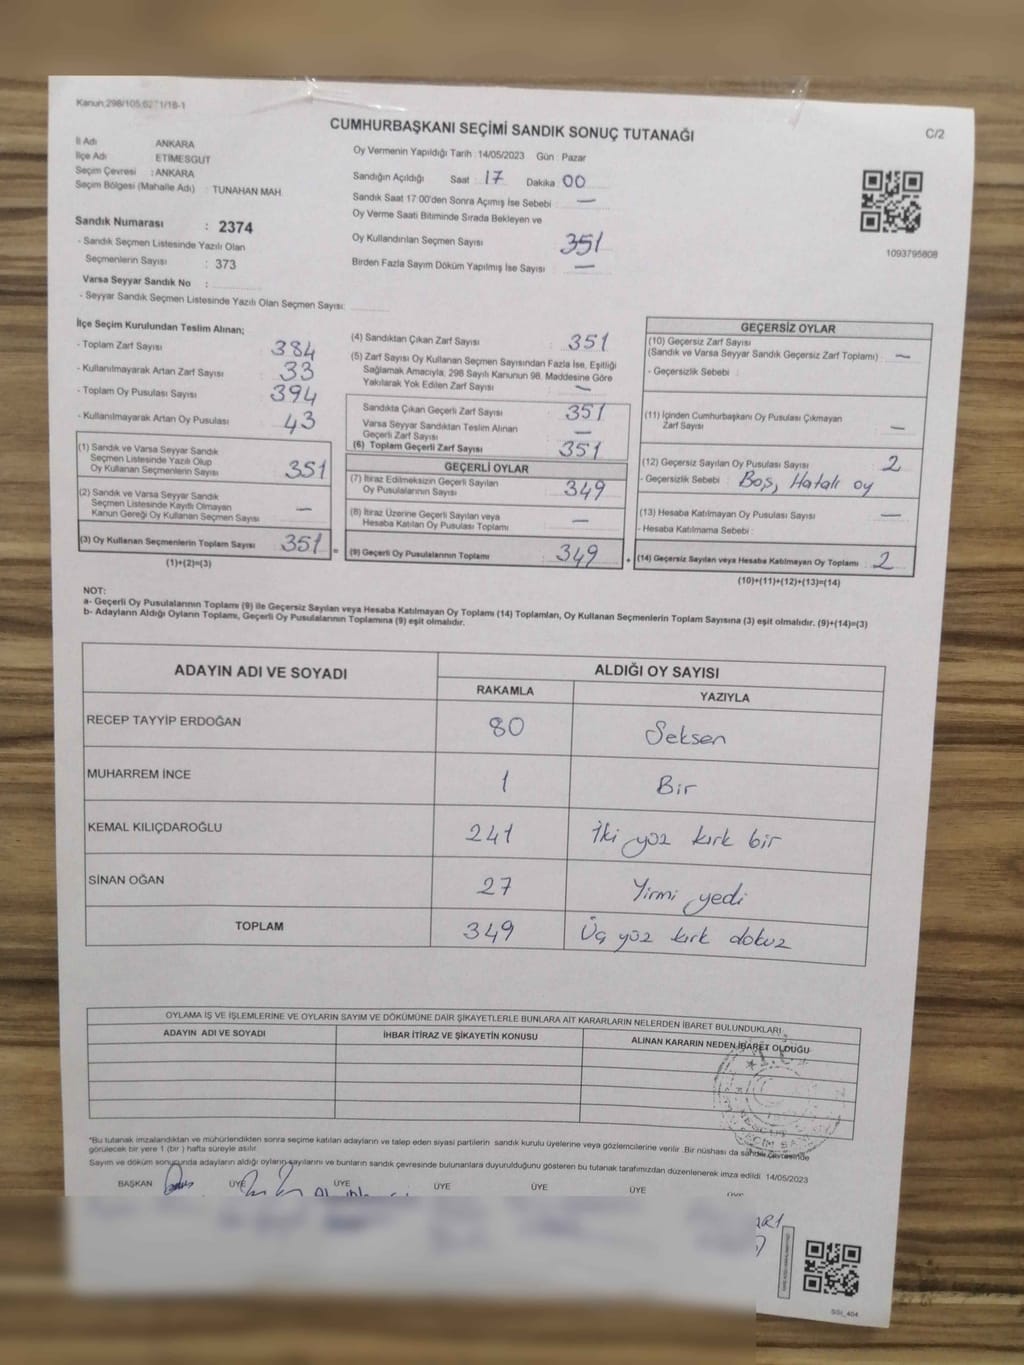 Kanun;298/105;62
/18-1
CUMHURBAŞKANI SEÇİMİ SANDIK SONUÇ TUTANAĞI
C/2
İl Adı ANKARA
İlçe Adı ETİMESGUT
Seçim Çevresi : ANKARA
Seçim Bölgesi (Mahalle Adı) : TUNAHAN MAH.
Sandık Numarası : 2374
- Sandık Seçmen Listesinde Yazılı Olan
Seçmenlerin Sayısı : 373
Varsa Seyyar Sandık No :
- Seyyar Sandık Seçmen Listesinde Yazılı Olan Seçmen Sayısı:
Oy Vermenin Yapıldığı Tarih : 14/05/2023 Gün : Pazar
Sandığın Açıldığı Saat : 17 Dakika 00
Sandık Saat 17:00'den Sonra Açımış İse Sebebi : —
Oy Verme Saati Bitiminde Sırada Bekleyen ve
Oy Kullandırılan Seçmen Sayısı 351
Birden Fazla Sayım Döküm Yapılmış İse Sayısı : —
1093795808
İlçe Seçim Kurulundan Teslim Alınan;
- Toplam Zarf Sayısı 384
- Kullanılmayarak Artan Zarf Sayısı 33
- Toplam Oy Pusulası Sayısı 394
- Kullanılmayarak Artan Oy Pusulası 43
(1) Sandık ve Varsa Seyyar Sandık
Seçmen Listesinde Yazılı Olup
Oy Kullanan Seçmenlerin Sayısı 351
(2) Sandık ve Varsa Seyyar Sandık
Seçmen Listesinde Kayıtlı Olmayan
Kanun Gereği Oy Kullanan Seçmen Sayısı —
(3) Oy Kullanan Seçmenlerin Toplam Sayısı 351 =
(1)+(2)=(3)
(4) Sandıktan Çıkan Zarf Sayısı : 351
(5) Zarf Sayısı Oy Kullanan Seçmen Sayısından Fazla İse, Eşitliği
Sağlamak Amacıyla, 298 Sayılı Kanunun 98. Maddesine Göre
Yakılarak Yok Edilen Zarf Sayısı —
Sandıkta Çıkan Geçerli Zarf Sayısı 351
Varsa Seyyar Sandıktan Teslim Alınan
Geçerli Zarf Sayısı —
(6) Toplam Geçerli Zarf Sayısı 351
GEÇERLİ OYLAR
(7) İtiraz Edilmeksizin Geçerli Sayılan
Oy Pusulalarının Sayısı 349
(8) İtiraz Üzerine Geçerli Sayılan veya
Hesaba Katılan Oy Pusulası Toplamı —
(9) Geçerli Oy Pusulalarının Toplamı 349 +
GEÇERSİZ OYLAR
(10) Geçersiz Zarf Sayısı
(Sandık ve Varsa Seyyar Sandık Geçersiz Zarf Toplamı) —
- Geçersizlik Sebebi :
(11) İçinden Cumhurbaşkanı Oy Pusulası Çıkmayan
Zarf Sayısı —
(12) Geçersiz Sayılan Oy Pusulası Sayısı 2
- Geçersizlik Sebebi : Boş, Hatalı oy
(13) Hesaba Katılmayan Oy Pusulası Sayısı —
- Hesaba Katılmama Sebebi :
(14) Geçersiz Sayılan veya Hesaba Katılmayan Oy Toplamı 2
(10)+(11)+(12)+(13)=(14)
NOT:
a- Geçerli Oy Pusulalarının Toplamı (9) ile Geçersiz Sayılan veya Hesaba Katılmayan Oy Toplamı (14) Toplamları, Oy Kullanan Seçmenlerin Toplam Sayısına (3) eşit olmalıdır. (9)+(14)=(3)
b- Adayların Aldığı Oyların Toplamı, Geçerli Oy Pusulalarının Toplamına (9) eşit olmalıdır.
ADAYIN ADI VE SOYADI ALDIĞI OY SAYISI
RAKAMLA YAZIYLA
RECEP TAYYİP ERDOĞAN 80 Seksen
MUHARREM İNCE 1 Bir
KEMAL KILIÇDAROĞLU 241 İki yüz kırk bir
SİNAN OĞAN 27 Yirmi yedi
TOPLAM 349 Üç yüz kırk dokuz
OYLAMA İŞ VE İŞLEMLERİNE VE OYLARIN SAYIM VE DÖKÜMÜNE DAİR ŞİKAYETLERLE BUNLARA AİT KARARLARIN NELERDEN İBARET BULUNDUKLARI
ADAYIN ADI VE SOYADI İHBAR İTİRAZ VE ŞİKAYETİN KONUSU ALINAN KARARIN NEDEN İBARET OLDUĞU
*Bu tutanak imzalandıktan ve mühürlendikten sonra seçime katılan adayların ve talep eden siyasi partilerin sandık kurulu üyelerine veya gözlemcilerine verilir. Bir nüshası da sandık çevresinde
görülecek bir yere 1 (bir ) hafta süreyle asılır.
Sayım ve döküm sonucunda adayların aldığı oyların sayılarını ve bunların sandık çevresinde bulunanlara duyurulduğunu gösteren bu tutanak tarafımızdan düzenlenerek imza edildi. 14/05/2023
BAŞKAN ÜYE ÜYE ÜYE ÜYE ÜYE
SSİ_404